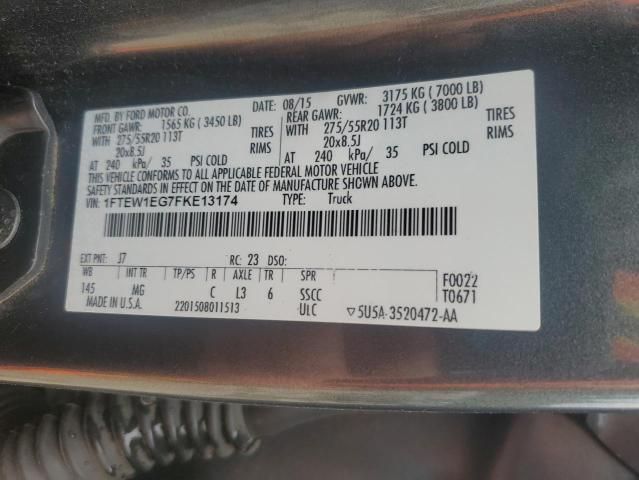 MFD. BY FORD MOTOR CO.
DATE: 08/15 GVWR: 3175 KG ( 7000 LB)
FRONT GAWR: 1565 KG ( 3450 LB) REAR GAWR: 1724 KG ( 3800 LB)
WITH 275/55R20 113T TIRES WITH 275/55R20 113T TIRES
20x8.5J RIMS 20x8.5J RIMS
AT 240 kPa/ 35 PSI COLD AT 240 kPa/ 35 PSI COLD
THIS VEHICLE CONFORMS TO ALL APPLICABLE FEDERAL MOTOR VEHICLE
SAFETY STANDARDS IN EFFECT ON THE DATE OF MANUFACTURE SHOWN ABOVE.
VIN: 1FTEW1EG7FKE13174 TYPE: Truck
EXT PNT: J7 RC: 23 DSO:
WB INT TR TP/PS R AXLE TR SPR F0022
145 MG C L3 6 SSCC T0671
MADE IN U.S.A. 2201508011513 ULC ▽5U5A-3520472-AA